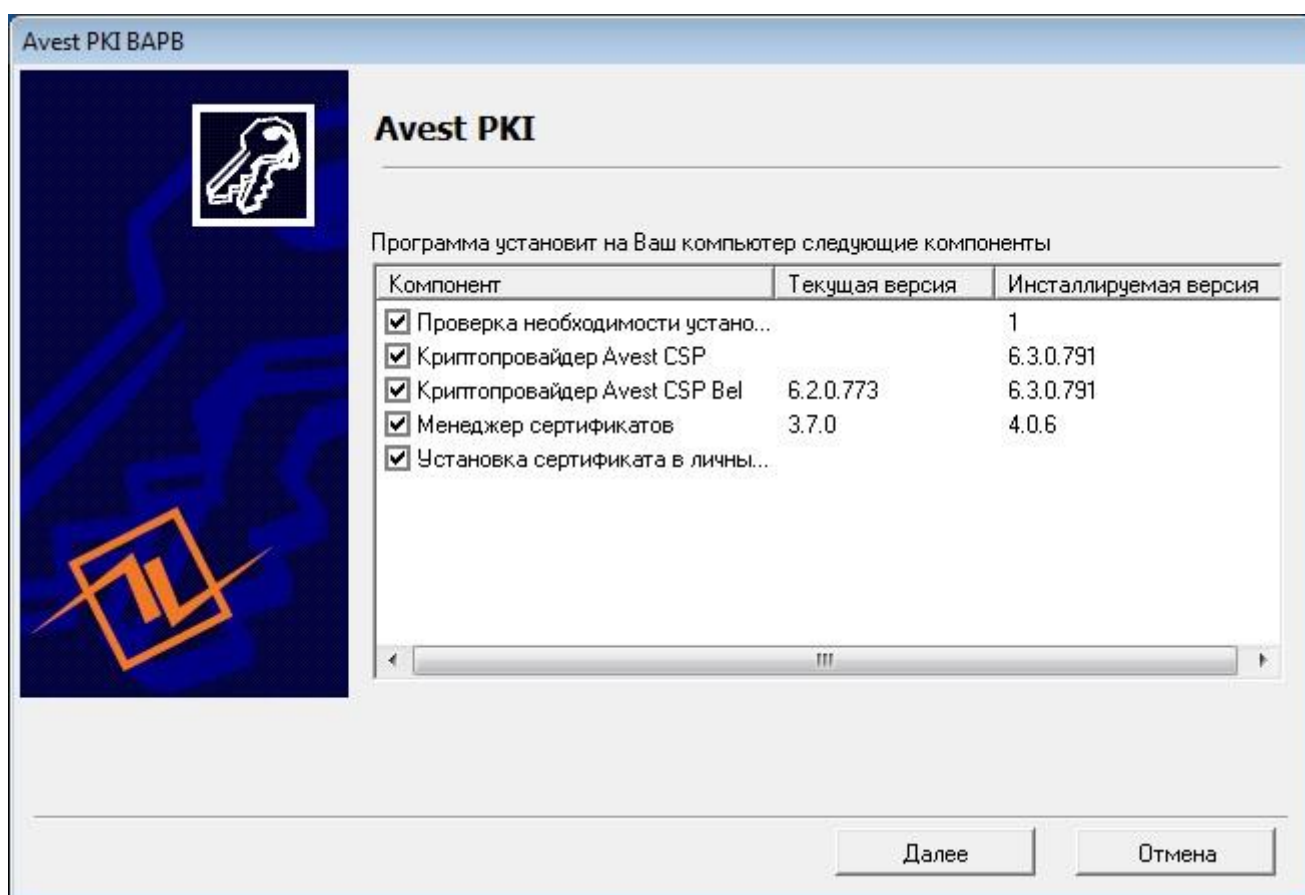 Avest PKI BAPB
Avest PKI
Программа установит на Ваш компьютер следующие компоненты
Компонент Текущая версия Инсталлируемая версия
Проверка необходимости устано... 1
Криптопровайдер Avest CSP 6.3.0.791
Криптопровайдер Avest CSP Bel 6.2.0.773 6.3.0.791
Менеджер сертификатов 3.7.0 4.0.6
Установка сертификата в личны...
Далее Отмена